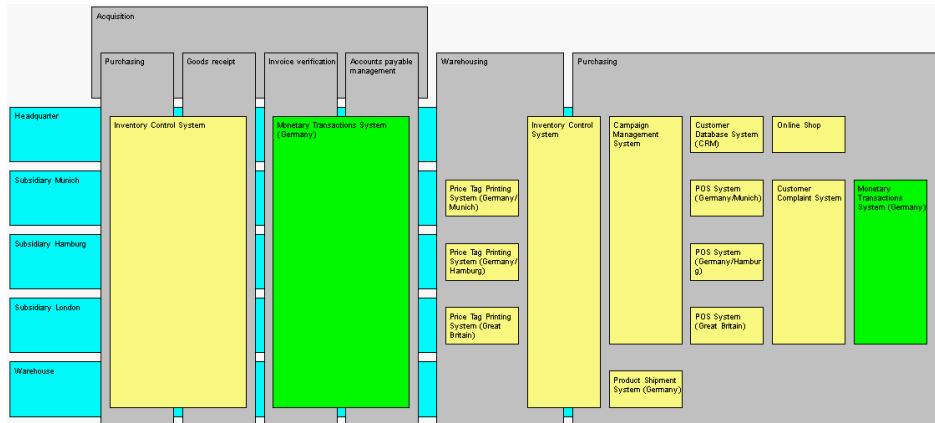 Acquisition
Purchasing
Goods receipt
Invoice verification
Accounts payable
management
Warehousing
Purchasing
Headquarter
Inventory Control System
Monetary Transactions System
(Germany)
Inventory Control
System
Campaign
Management
System
Customer
Database System
(CRM)
Online Shop
Subsidiary Munich
Price Tag Printing
System (Germany/
Munich)
POS System
(Germany/Munich)
Customer
Complaint System
Monetary
Transactions
System (Germany)
Subsidiary Hamburg
Price Tag Printing
System (Germany/
Hamburg)
POS System
(Germany/Hambur
g)
Subsidiary London
Price Tag Printing
System (Great
Britain)
POS System
(Great Britain)
Warehouse
Product Shipment
System (Germany)